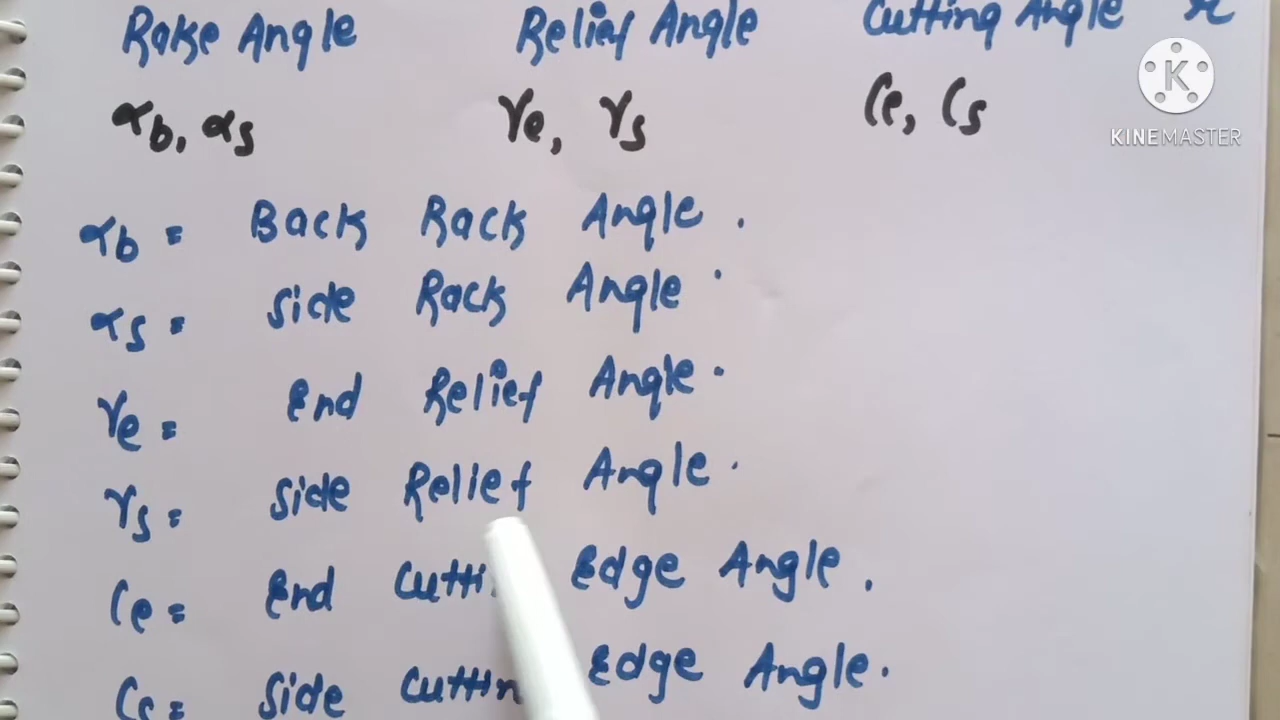 Rake Angle Relief Angle Cutting Angle r
αb, αs γe, γs Ce, Cs
K
KINEMASTER
αb = Back Rack Angle.
αs = Side Rack Angle.
γe = End Relief Angle.
γs = Side Relief Angle.
Ce = End Edge Angle.
Cs = Side Edge Angle.